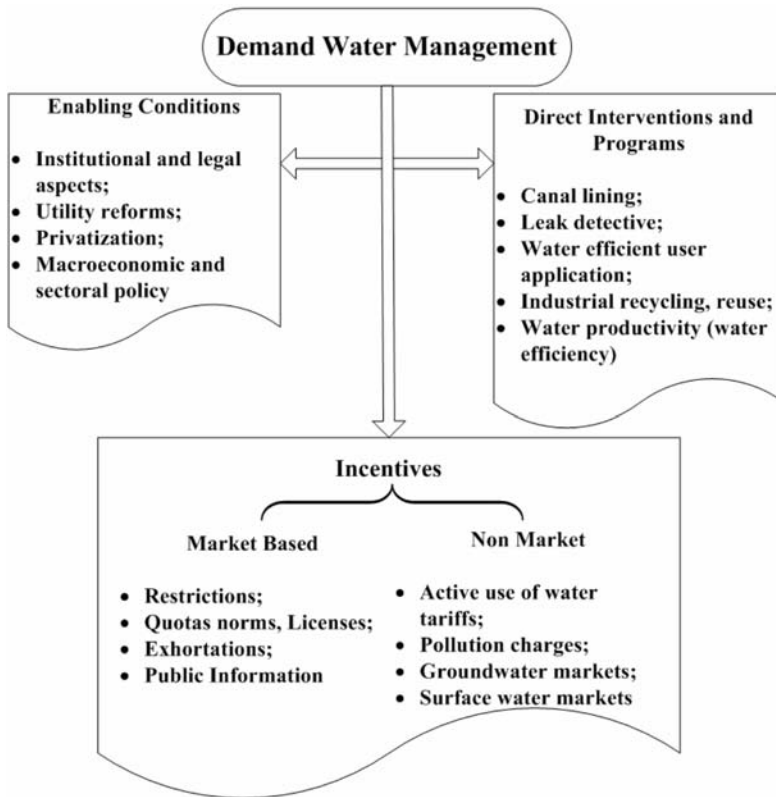 Demand Water Management
Enabling Conditions
• Institutional and legal
aspects;
• Utility reforms;
• Privatization;
• Macroeconomic and
sectoral policy
Direct Interventions and
Programs
• Canal lining;
• Leak detective;
• Water efficient user
application;
• Industrial recycling, reuse;
• Water productivity (water
efficiency)
Incentives
Market Based
• Restrictions;
• Quotas norms, Licenses;
• Exhortations;
• Public Information
Non Market
• Active use of water
tariffs;
• Pollution charges;
• Groundwater markets;
• Surface water markets